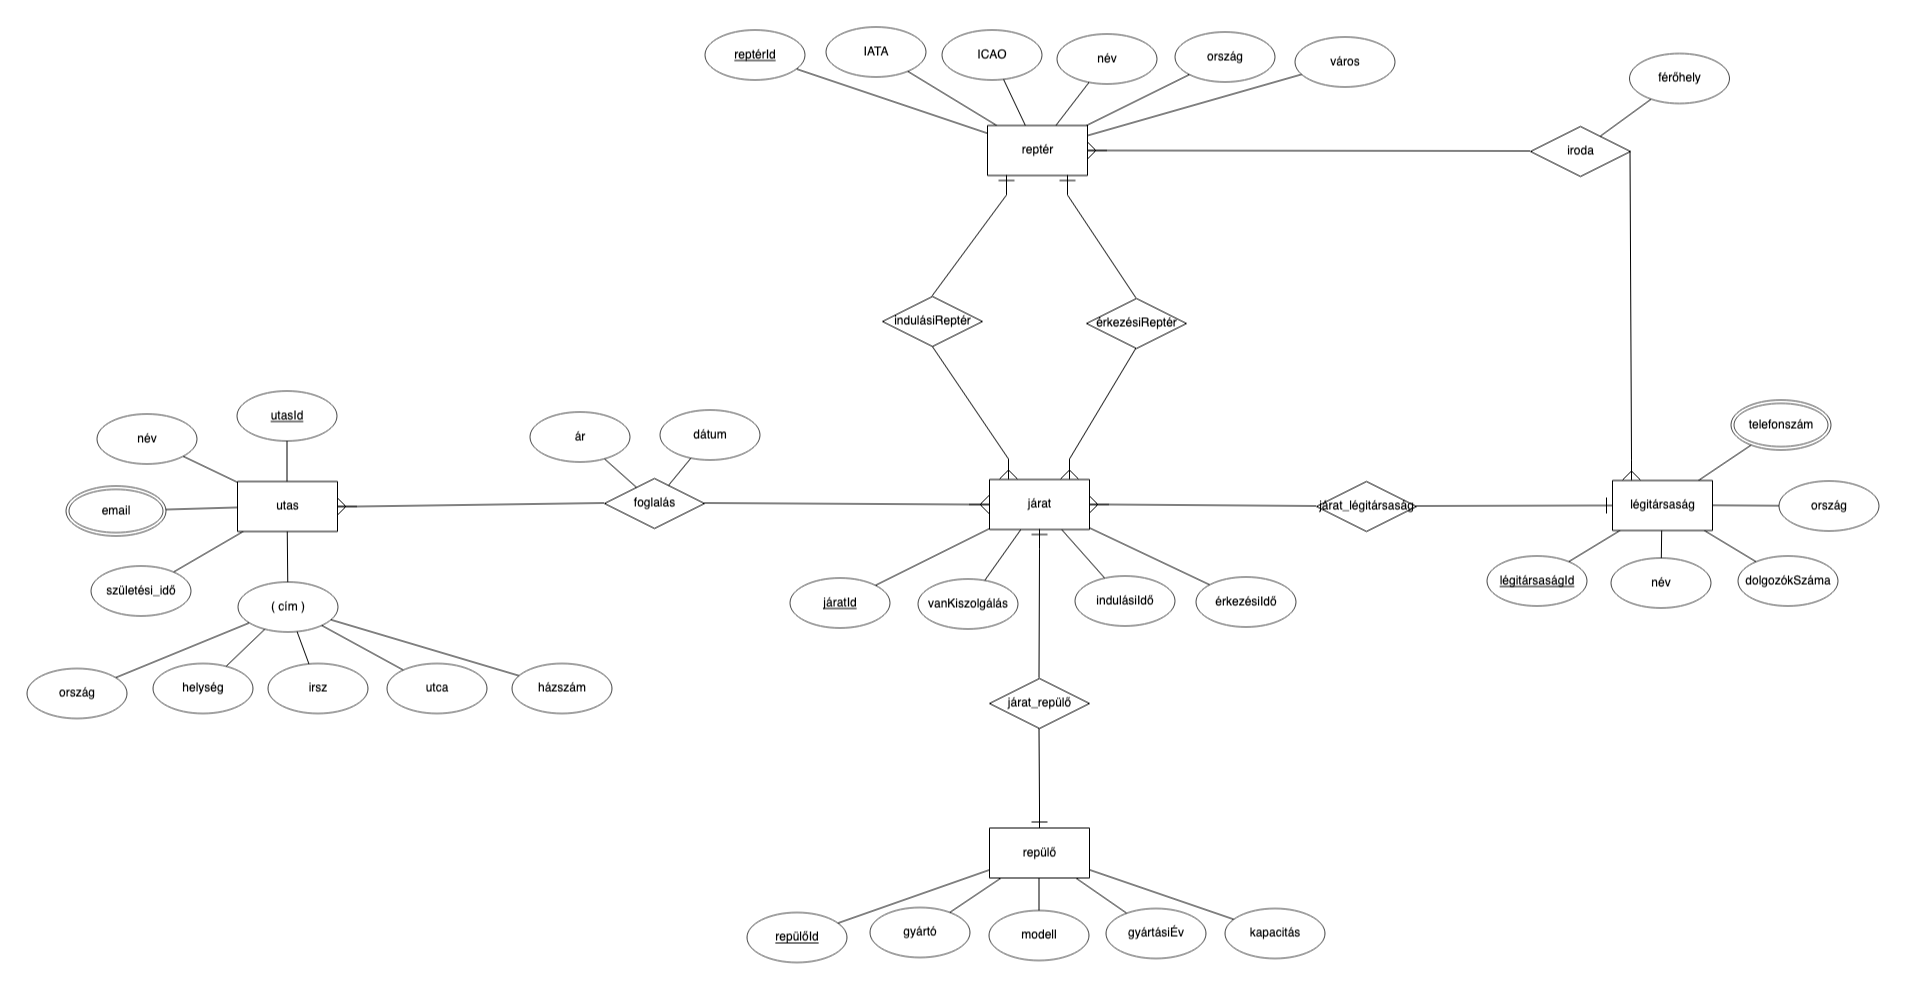 reptérId
IATA
ICAO
név
ország
város
férőhely
reptér
iroda
indulásiReptér
érkezésiReptér
utasId
név
ár
dátum
telefonszám
email
utas
foglalás
járat
járat_légitársaság
légitársaság
ország
születési_idő
( cím )
járatId
vanKiszolgálás
indulásiIdő
érkezésiIdő
légitársaságId
név
dolgozókSzáma
ország
helység
irsz
utca
házszám
járat_repülő
repülő
repülőId
gyártó
modell
gyártásiÉv
kapacitás